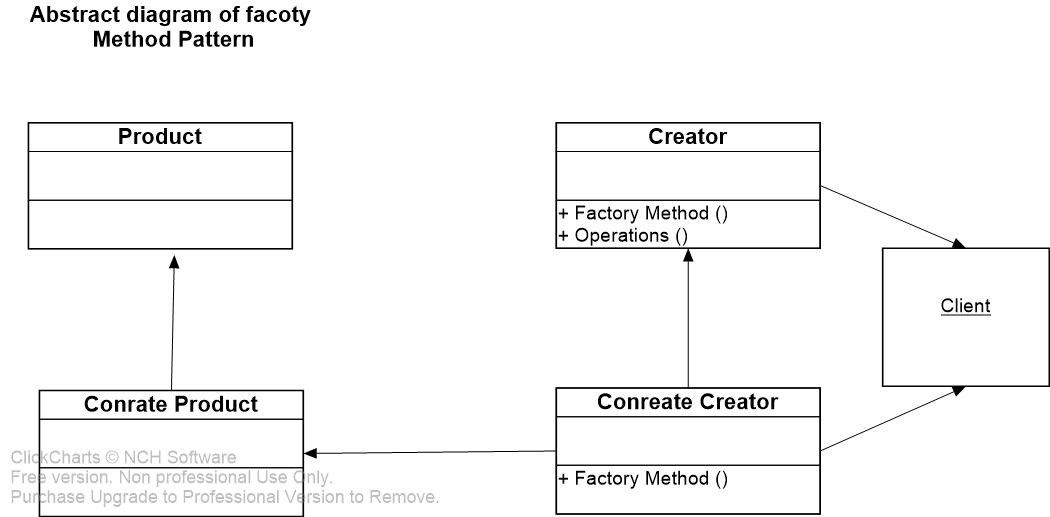 Abstract diagram of facoty
Method Pattern
Product
Creator
+ Factory Method ()
+ Operations ()
Client
Conrate Product
Conreate Creator
+ Factory Method ()
ClickCharts © NCH Software
Free version. Non professional Use Only.
Purchase Upgrade to Professional Version to Remove.